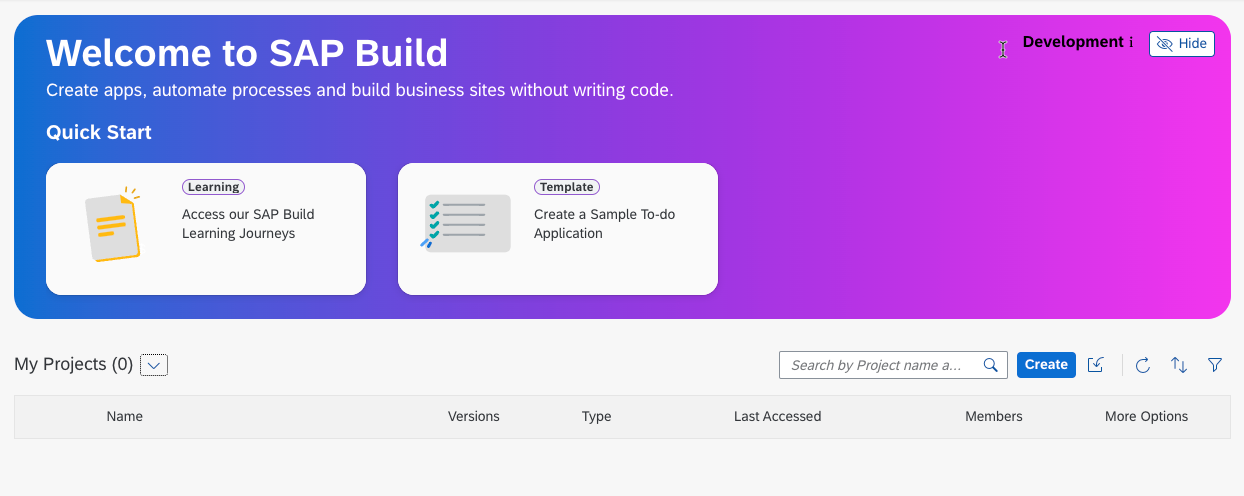 Welcome to SAP Build
Development i
Hide
Create apps, automate processes and build business sites without writing code.
Quick Start
Learning
Access our SAP Build
Learning Journeys
Template
Create a Sample To-do
Application
My Projects (0)
Search by Project name a...
Create
Name Versions Type Last Accessed Members More Options